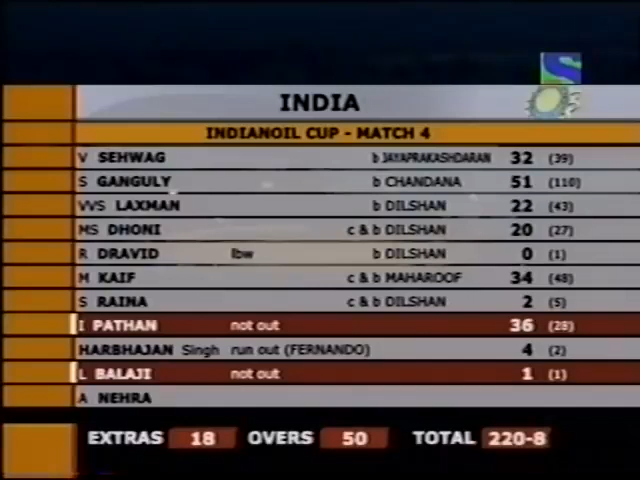 INDIA
INDIANOIL CUP - MATCH 4
V SEHWAG b JAYAPRAKASHDARAN 32 (39)
S GANGULY b CHANDANA 51 (110)
VVS LAXMAN b DILSHAN 22 (43)
MS DHONI c & b DILSHAN 20 (27)
R DRAVID lbw b DILSHAN 0 (1)
M KAIF c & b MAHAROOF 34 (48)
S RAINA c & b DILSHAN 2 (5)
I PATHAN not out 36 (28)
HARBHAJAN Singh run out (FERNANDO) 4 (2)
L BALAJI not out 1 (1)
A NEHRA
EXTRAS 18 OVERS 50 TOTAL 220-8